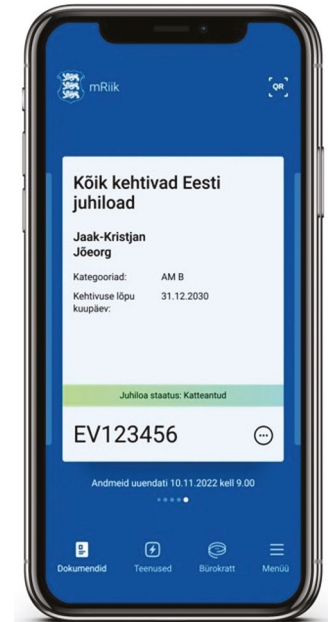 mRiik
QR
Kõik kehtivad Eesti
juhiload
Jaak-Kristjan
Jõeorg
Kategooriad: AM B
Kehtivuse lõpu 31.12.2030
kuupäev:
Juhiloa staatus: Katteantud
EV123456
Andmeid uuendati 10.11.2022 kell 9.00
Dokumendid Teenused Bürokratt Menüü